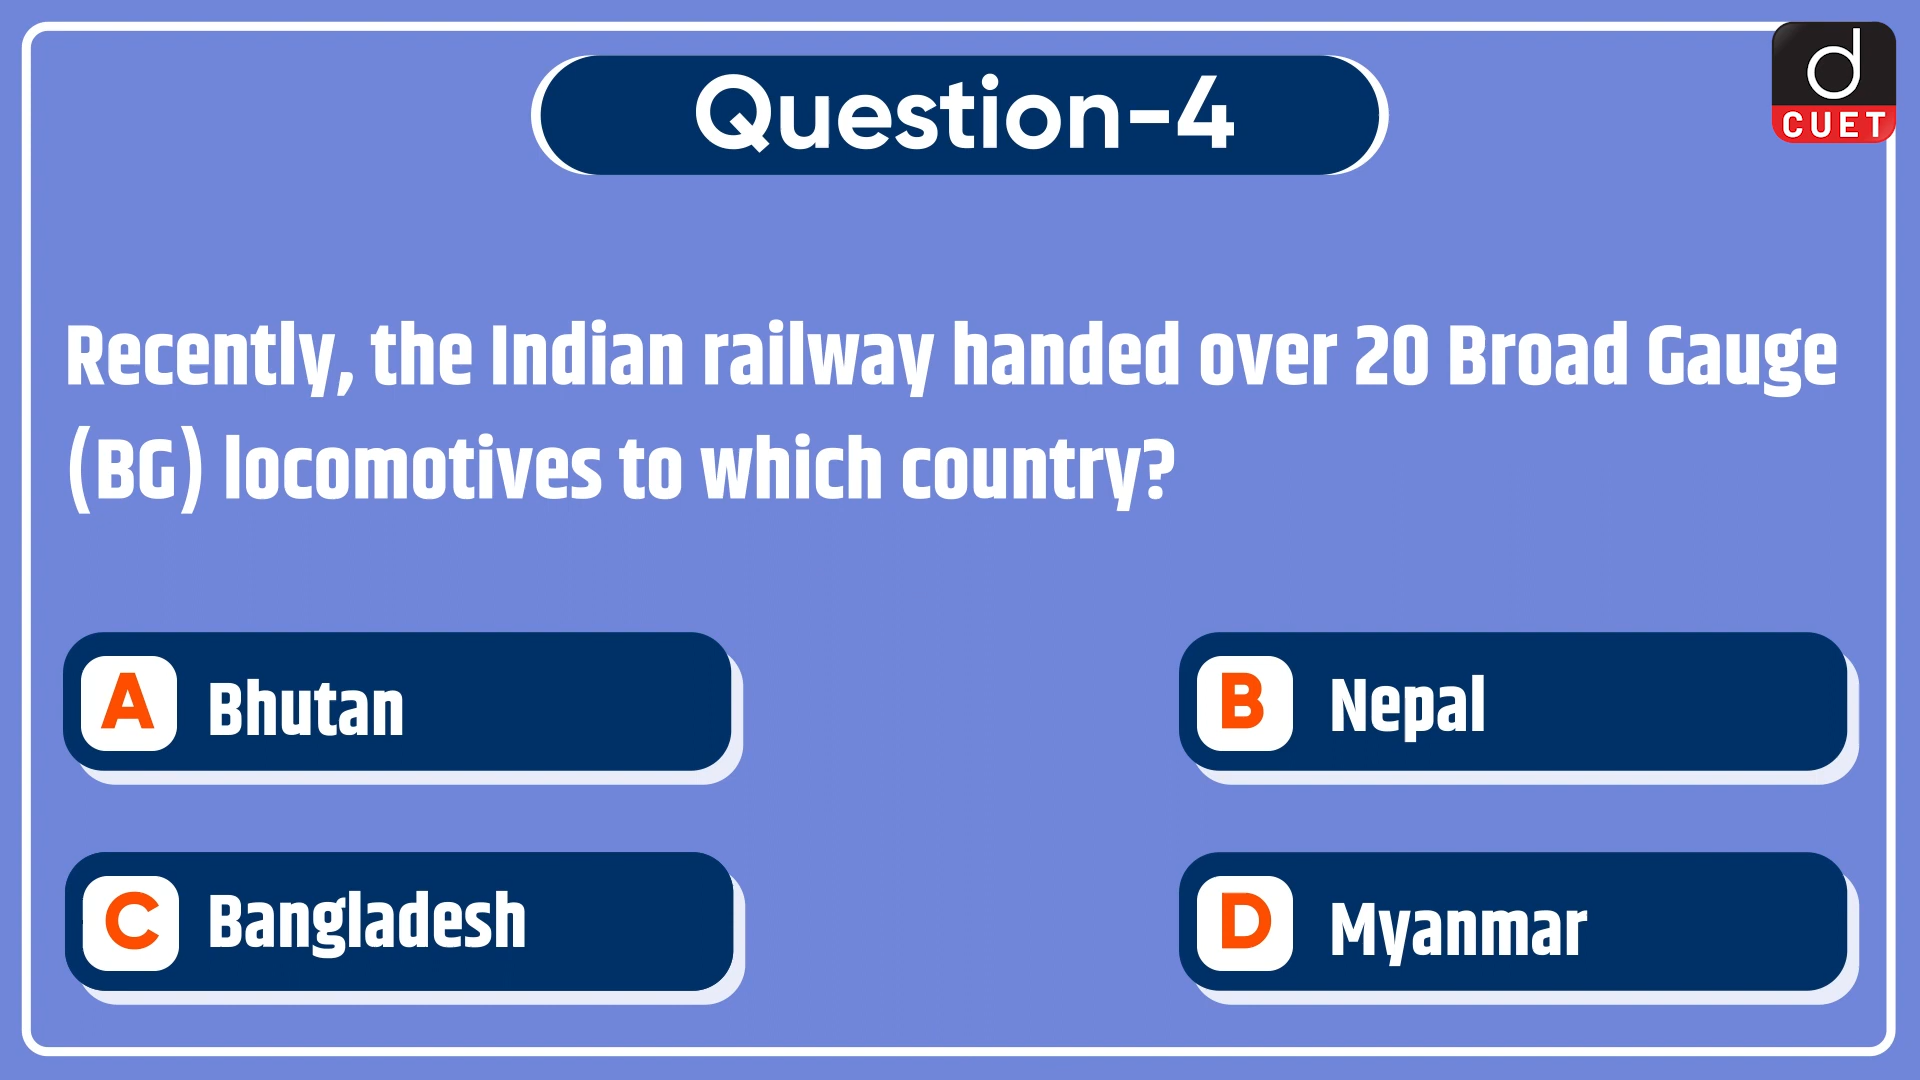 Question-4
d
CUET
Recently, the Indian railway handed over 20 Broad Gauge
(BG) locomotives to which country?
A Bhutan
B Nepal
C Bangladesh
D Myanmar